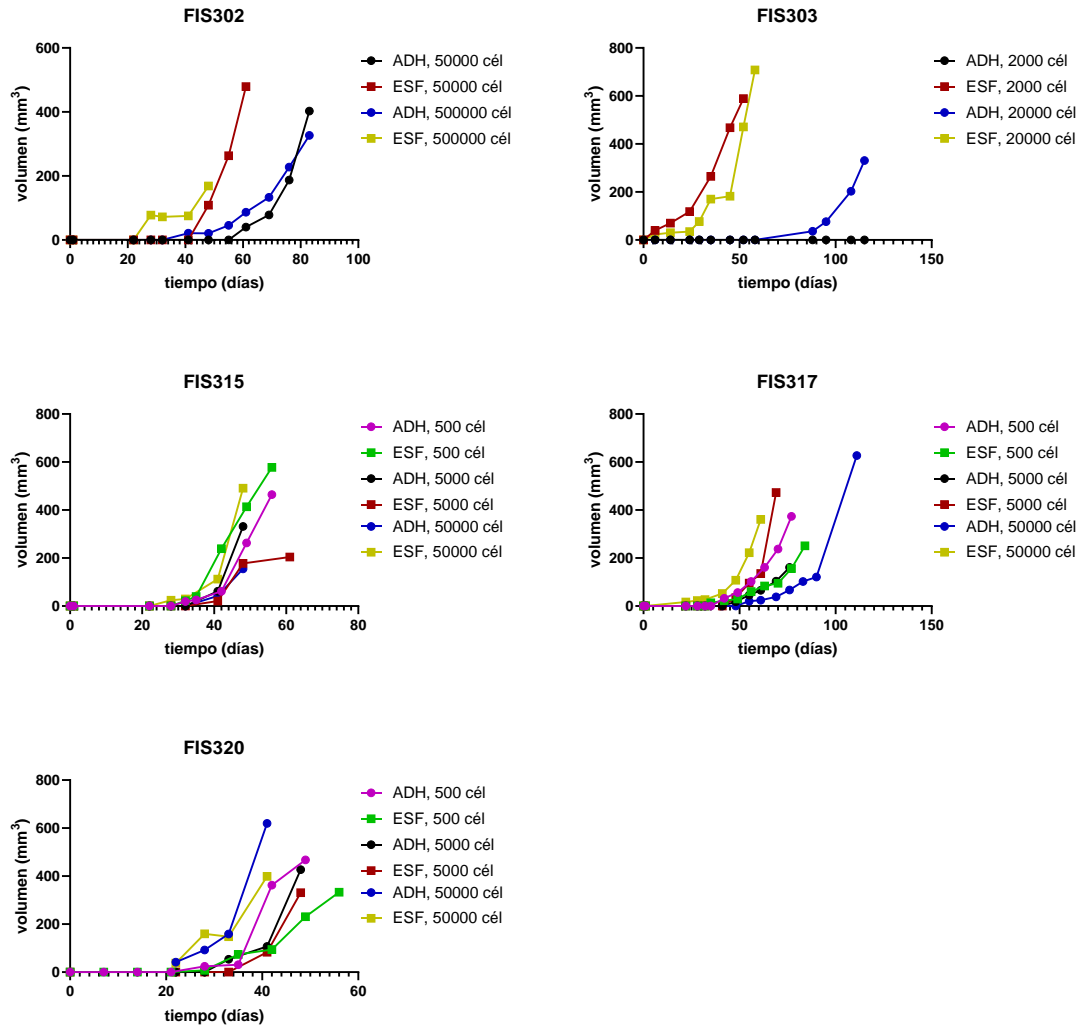 FIS302
600
400
200
0
0 20 40 60 80 100
volumen (mm³)
tiempo (días)
ADH, 50000 cél
ESF, 50000 cél
ADH, 500000 cél
ESF, 500000 cél
FIS303
800
600
400
200
0
0 50 100 150
volumen (mm³)
tiempo (días)
ADH, 2000 cél
ESF, 2000 cél
ADH, 20000 cél
ESF, 20000 cél
FIS315
800
600
400
200
0
0 20 40 60 80
volumen (mm³)
tiempo (días)
ADH, 500 cél
ESF, 500 cél
ADH, 5000 cél
ESF, 5000 cél
ADH, 50000 cél
ESF, 50000 cél
FIS317
800
600
400
200
0
0 50 100 150
volumen (mm³)
tiempo (días)
ADH, 500 cél
ESF, 500 cél
ADH, 5000 cél
ESF, 5000 cél
ADH, 50000 cél
ESF, 50000 cél
FIS320
800
600
400
200
0
0 20 40 60
volumen (mm³)
tiempo (días)
ADH, 500 cél
ESF, 500 cél
ADH, 5000 cél
ESF, 5000 cél
ADH, 50000 cél
ESF, 50000 cél